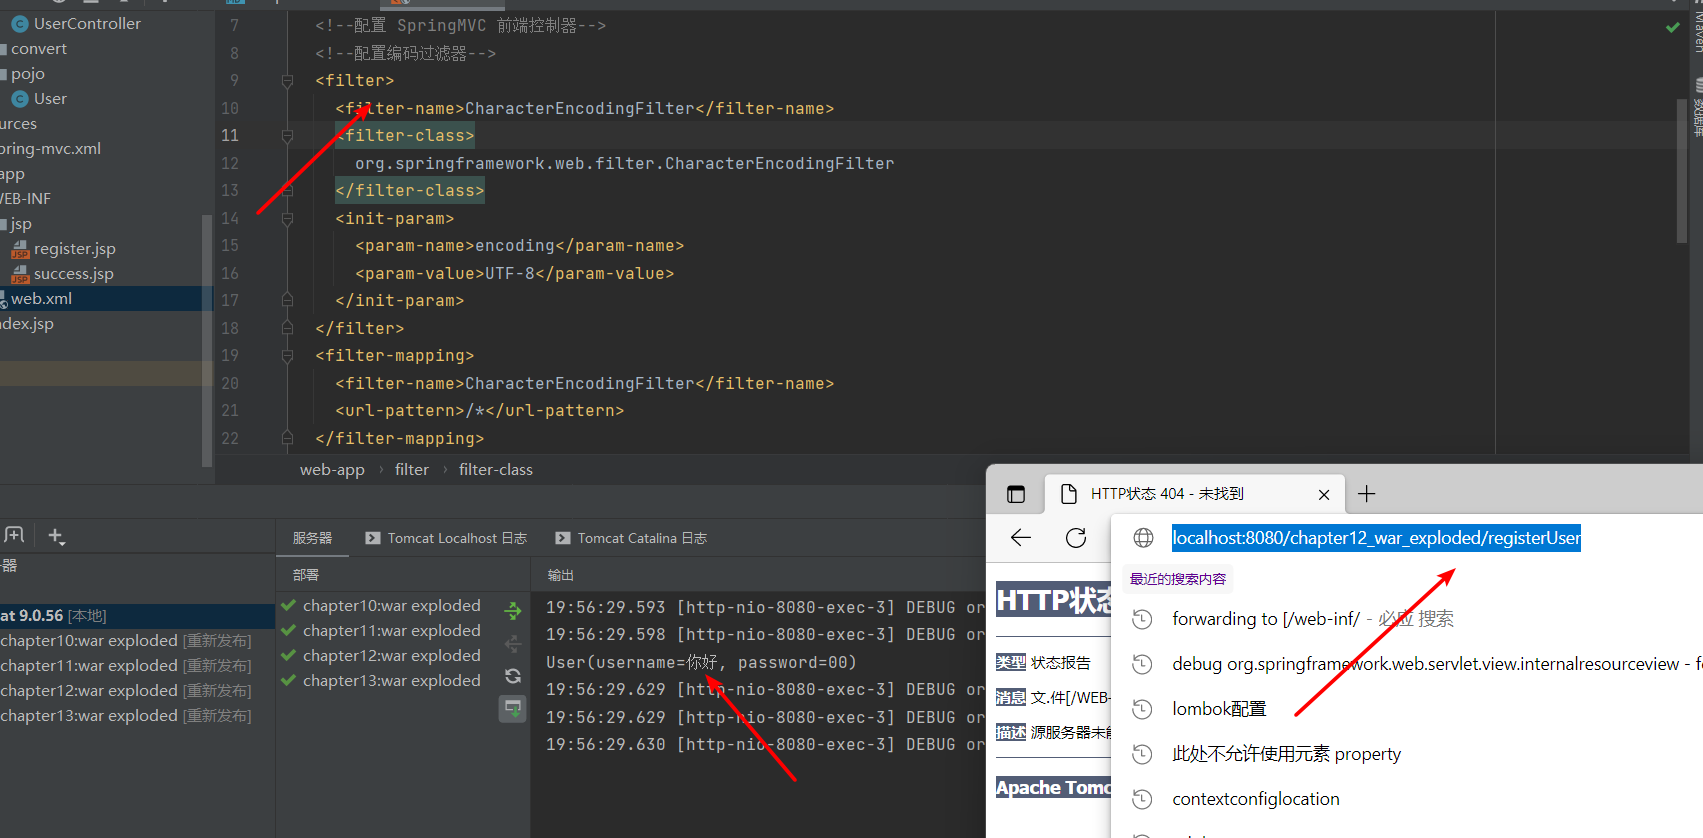 UserController
convert
pojo
User
urces
pring-mvc.xml
app
WEB-INF
jsp
register.jsp
success.jsp
web.xml
ndex.jsp
7 <!--配置 SpringMVC 前端控制器-->
8 <!--配置编码过滤器-->
9 <filter>
10 <filter-name>CharacterEncodingFilter</filter-name>
11 <filter-class>
12 org.springframework.web.filter.CharacterEncodingFilter
13 </filter-class>
14 <init-param>
15 <param-name>encoding</param-name>
16 <param-value>UTF-8</param-value>
17 </init-param>
18 </filter>
19 <filter-mapping>
20 <filter-name>CharacterEncodingFilter</filter-name>
21 <url-pattern>/*</url-pattern>
22 </filter-mapping>
web-app › filter › filter-class
Maven
数据库
器
at 9.0.56 [本地]
chapter10:war exploded [重新发布]
chapter11:war exploded [重新发布]
chapter12:war exploded [重新发布]
chapter13:war exploded [重新发布]
服务器 Tomcat Localhost 日志 Tomcat Catalina 日志
部署
chapter10:war exploded
chapter11:war exploded
chapter12:war exploded
chapter13:war exploded
输出
19:56:29.593 [http-nio-8080-exec-3] DEBUG or
19:56:29.598 [http-nio-8080-exec-3] DEBUG or
User(username=你好, password=00)
19:56:29.629 [http-nio-8080-exec-3] DEBUG or
19:56:29.629 [http-nio-8080-exec-3] DEBUG or
19:56:29.630 [http-nio-8080-exec-3] DEBUG or
HTTP状态 404 - 未找到
localhost:8080/chapter12_war_exploded/registerUser
最近的搜索内容
forwarding to [/web-inf/ - 必应 搜索
debug org.springframework.web.servlet.view.internalresourceview - fo
lombok配置
此处不允许使用元素 property
contextconfiglocation
HTTP状态
类型 状态报告
消息 文.件[/WEB-
描述 源服务器未能
Apache Tomc